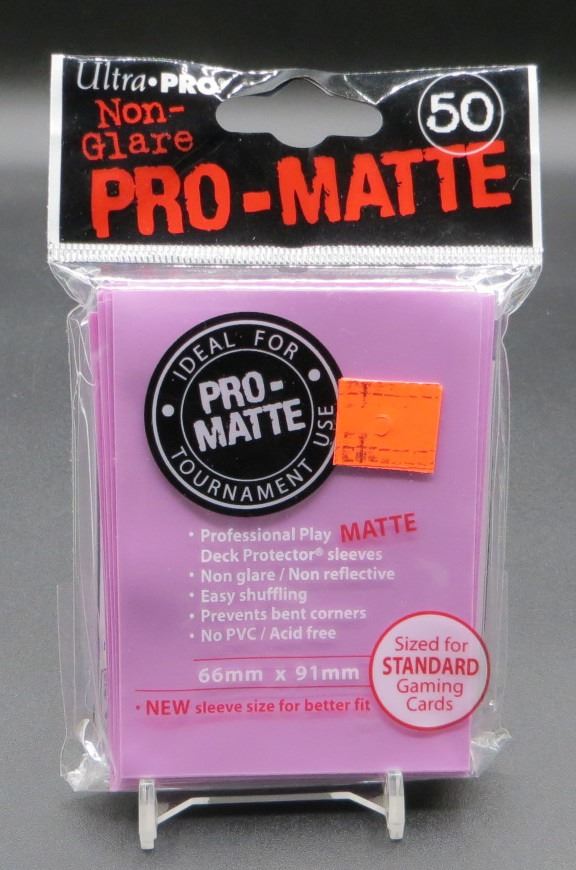 Ultra•PRO
Non-
Glare
50
PRO-MATTE
IDEAL FOR
PRO-
MATTE
TOURNAMENT USE
• Professional Play MATTE
Deck Protector® sleeves
• Non glare / Non reflective
• Easy shuffling
• Prevents bent corners
• No PVC / Acid free
66mm x 91mm
• NEW sleeve size for better fit
Sized for
STANDARD
Gaming
Cards